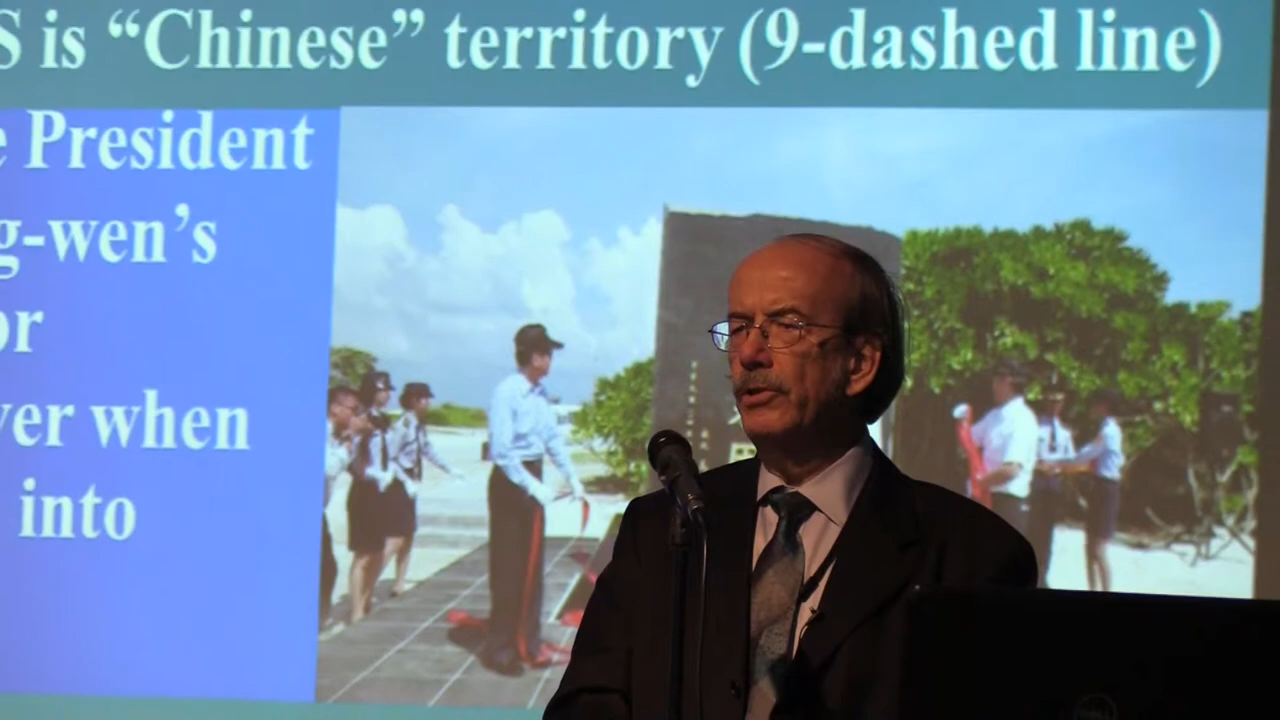 S is “Chinese” territory (9-dashed line)
e President
g-wen’s
or
ver when
into